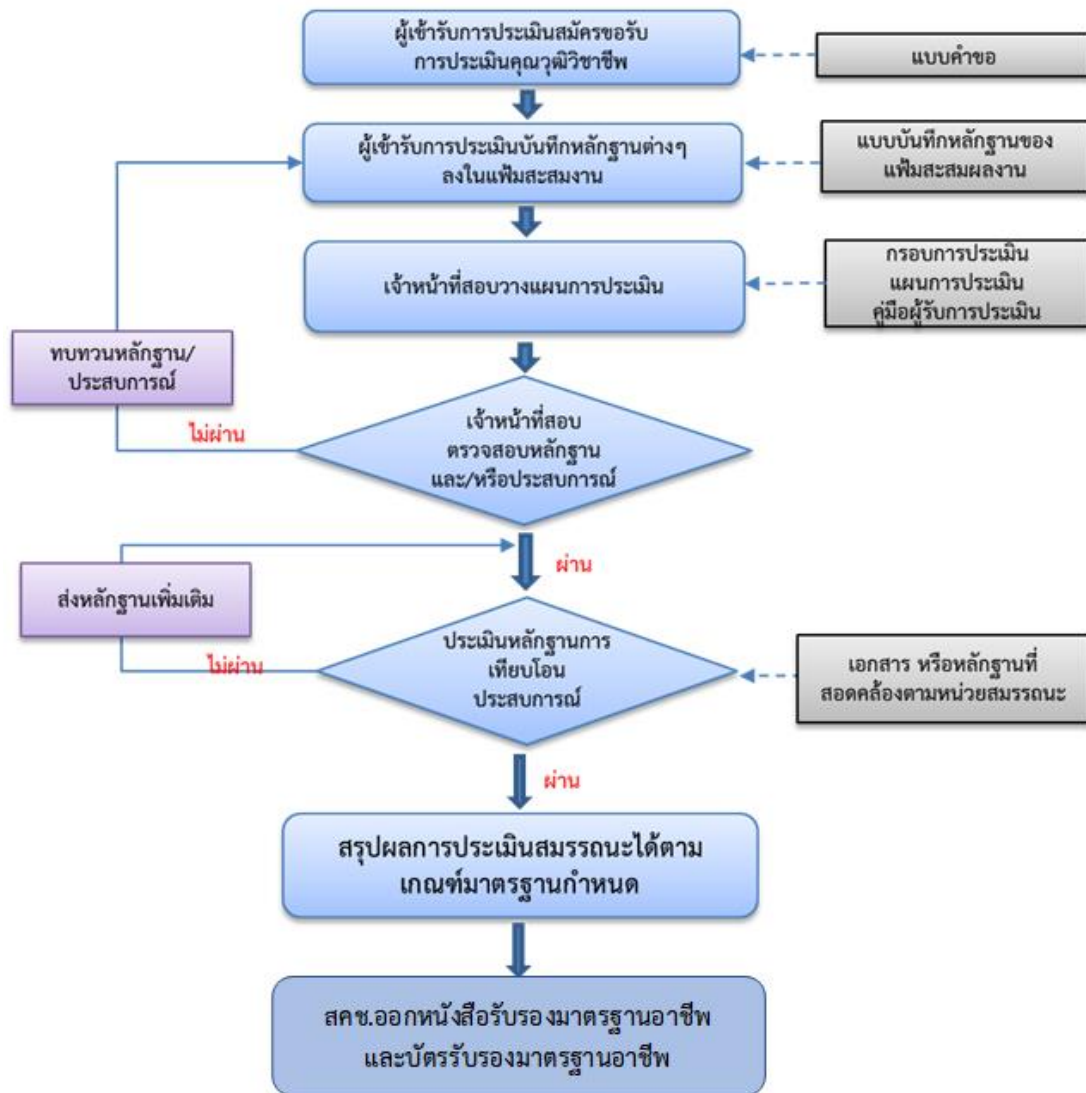 ผู้เข้ารับการประเมินสมัครขอรับ
การประเมินคุณวุฒิวิชาชีพ
แบบคำขอ
ผู้เข้ารับการประเมินบันทึกหลักฐานต่างๆ
ลงในแฟ้มสะสมงาน
แบบบันทึกหลักฐานของ
แฟ้มสะสมผลงาน
เจ้าหน้าที่สอบวางแผนการประเมิน
กรอบการประเมิน
แผนการประเมิน
คู่มือผู้รับการประเมิน
ทบทวนหลักฐาน/
ประสบการณ์
ไม่ผ่าน
เจ้าหน้าที่สอบ
ตรวจสอบหลักฐาน
และ/หรือประสบการณ์
ผ่าน
ส่งหลักฐานเพิ่มเติม
ไม่ผ่าน
ประเมินหลักฐานการ
เทียบโอน
ประสบการณ์
เอกสาร หรือหลักฐานที่
สอดคล้องตามหน่วยสมรรถนะ
ผ่าน
สรุปผลการประเมินสมรรถนะได้ตาม
เกณฑ์มาตรฐานกำหนด
สคช.ออกหนังสือรับรองมาตรฐานอาชีพ
และบัตรรับรองมาตรฐานอาชีพ